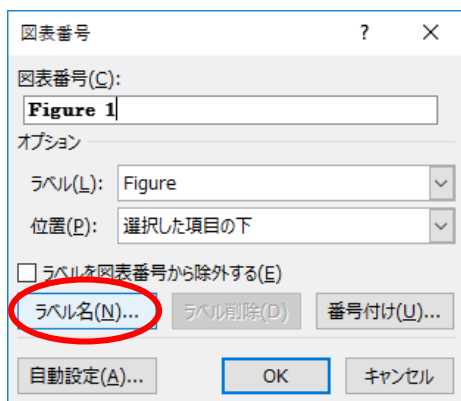 図表番号 ?
図表番号(C):
Figure 1
オプション
ラベル(L): Figure
位置(P): 選択した項目の下
ラベルを図表番号から除外する(E)
ラベル名(N)... ラベル削除(D) 番号付け(U)...
自動設定(A)... OK キャンセル